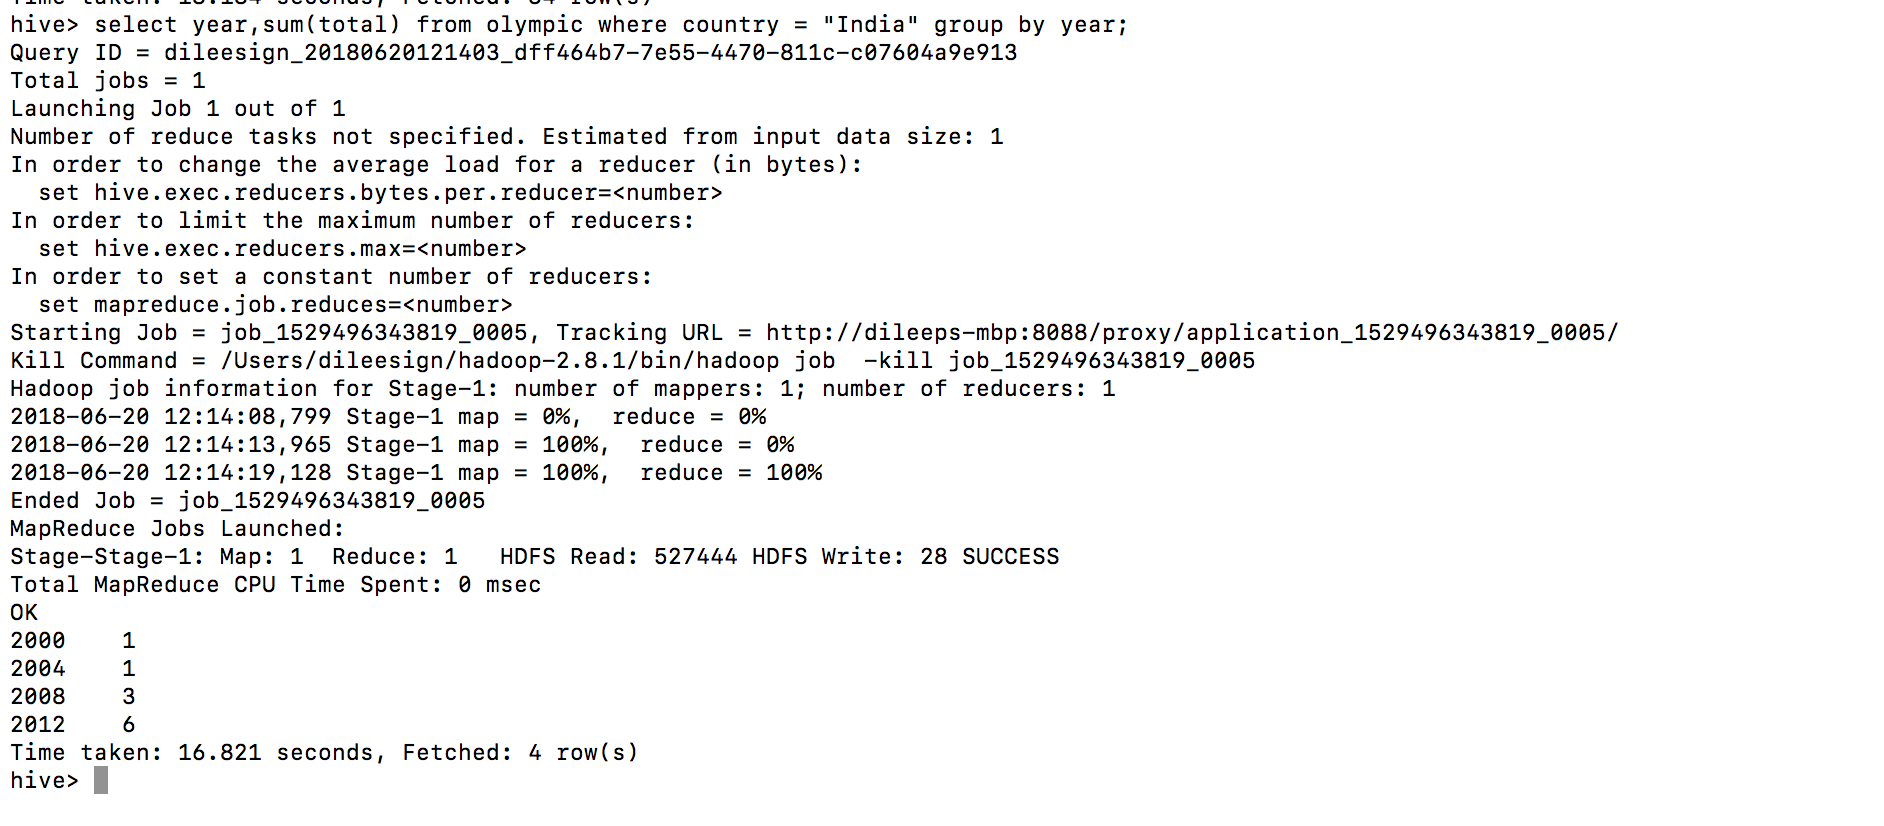 Time taken: 18.184 seconds, Fetched: 34 row(s)
hive> select year,sum(total) from olympic where country = "India" group by year;
Query ID = dileesign_20180620121403_dff464b7-7e55-4470-811c-c07604a9e913
Total jobs = 1
Launching Job 1 out of 1
Number of reduce tasks not specified. Estimated from input data size: 1
In order to change the average load for a reducer (in bytes):
  set hive.exec.reducers.bytes.per.reducer=<number>
In order to limit the maximum number of reducers:
  set hive.exec.reducers.max=<number>
In order to set a constant number of reducers:
  set mapreduce.job.reduces=<number>
Starting Job = job_1529496343819_0005, Tracking URL = http://dileeps-mbp:8088/proxy/application_1529496343819_0005/
Kill Command = /Users/dileesign/hadoop-2.8.1/bin/hadoop job  -kill job_1529496343819_0005
Hadoop job information for Stage-1: number of mappers: 1; number of reducers: 1
2018-06-20 12:14:08,799 Stage-1 map = 0%,  reduce = 0%
2018-06-20 12:14:13,965 Stage-1 map = 100%,  reduce = 0%
2018-06-20 12:14:19,128 Stage-1 map = 100%,  reduce = 100%
Ended Job = job_1529496343819_0005
MapReduce Jobs Launched:
Stage-Stage-1: Map: 1  Reduce: 1   HDFS Read: 527444 HDFS Write: 28 SUCCESS
Total MapReduce CPU Time Spent: 0 msec
OK
2000	1
2004	1
2008	3
2012	6
Time taken: 16.821 seconds, Fetched: 4 row(s)
hive>